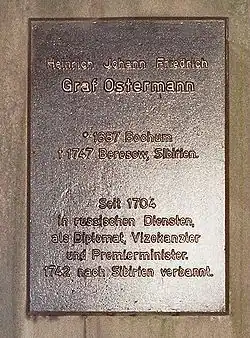 Heinrich Johann Friedrich
Graf Ostermann
* 1687 Bochum
† 1747 Beresow, Sibirien.
Seit 1704
in russischen Diensten,
als Diplomat, Vizekanzler
und Premierminister.
1742 nach Sibirien verbannt.